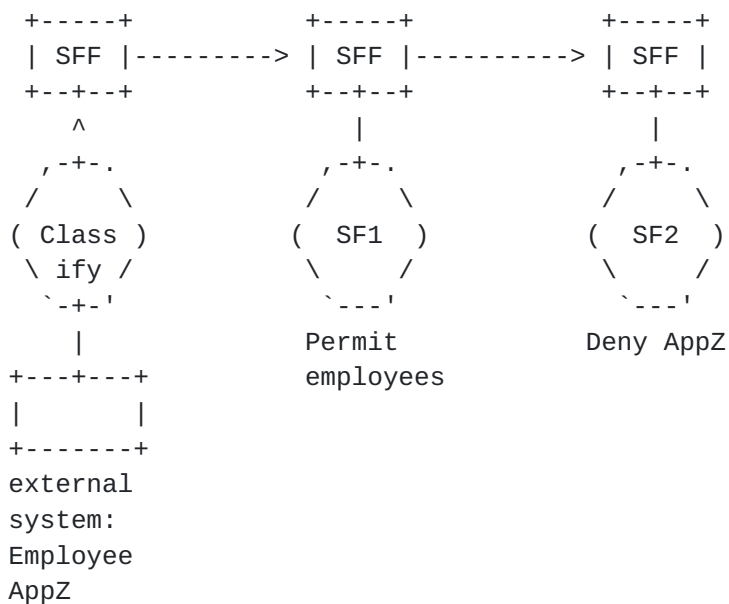 +-----+            +-----+             +-----+
| SFF |---------> | SFF |----------> | SFF |
+--+--+            +--+--+             +--+--+
^                  |                   |
,-+-.              ,-+-.               ,-+-.
/     \            /     \             /     \
( Class )          (  SF1  )           (  SF2  )
\ ify /            \     /             \     /
`-+-'              `---'               `---'
|              Permit            Deny AppZ
+---+---+          employees
|       |
+-------+
external
system:
Employee
AppZ